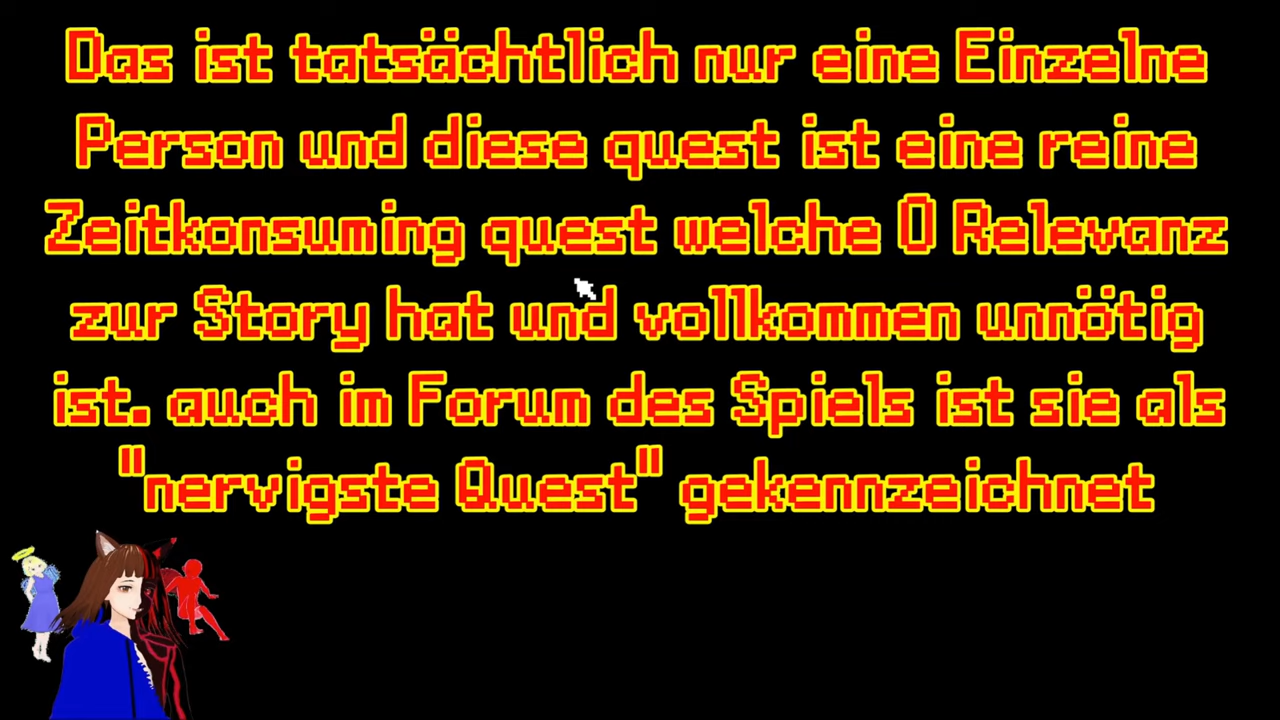 Das ist tatsächtlich nur eine Einzelne
Person und diese quest ist eine reine
Zeitkonsuming quest welche 0 Relevanz
zur Story hat und vollkommen unnötig
ist. auch im Forum des Spiels ist sie als
"nervigste Quest" gekennzeichnet